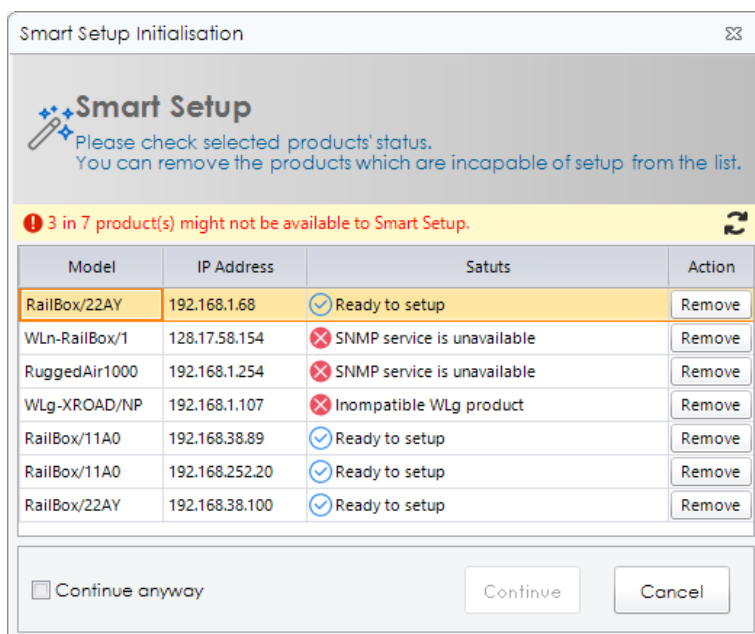 Smart Setup Initialisation
Smart Setup
Please check selected products' status.
You can remove the products which are incapable of setup from the list.
3 in 7 product(s) might not be available to Smart Setup.
Model IP Address Satuts Action
RailBox/22AY 192.168.1.68 Ready to setup Remove
WLn-RailBox/1 128.17.58.154 SNMP service is unavailable Remove
RuggedAir1000 192.168.1.254 SNMP service is unavailable Remove
WLg-XROAD/NP 192.168.1.107 Inompatible WLg product Remove
RailBox/11A0 192.168.38.89 Ready to setup Remove
RailBox/11A0 192.168.252.20 Ready to setup Remove
RailBox/22AY 192.168.38.100 Ready to setup Remove
Continue anyway Continue Cancel